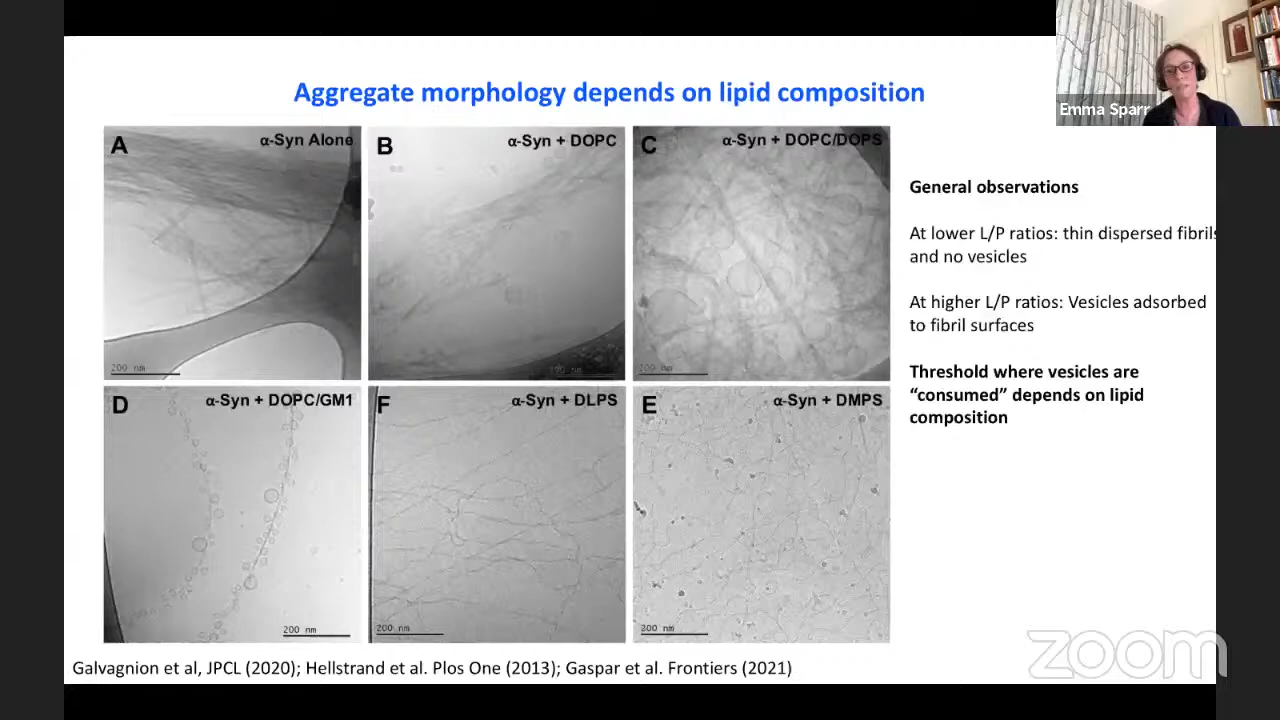 Aggregate morphology depends on lipid composition
Emma Sparr
A
α-Syn Alone
200 nm
B
α-Syn + DOPC
200 nm
C
α-Syn + DOPC/DOPS
200 nm
D
α-Syn + DOPC/GM1
200 nm
F
α-Syn + DLPS
200 nm
E
α-Syn + DMPS
200 nm
General observations
At lower L/P ratios: thin dispersed fibrils
and no vesicles
At higher L/P ratios: Vesicles adsorbed
to fibril surfaces
Threshold where vesicles are
“consumed” depends on lipid
composition
Galvagnion et al, JPCL (2020); Hellstrand et al. Plos One (2013); Gaspar et al. Frontiers (2021)
zoom